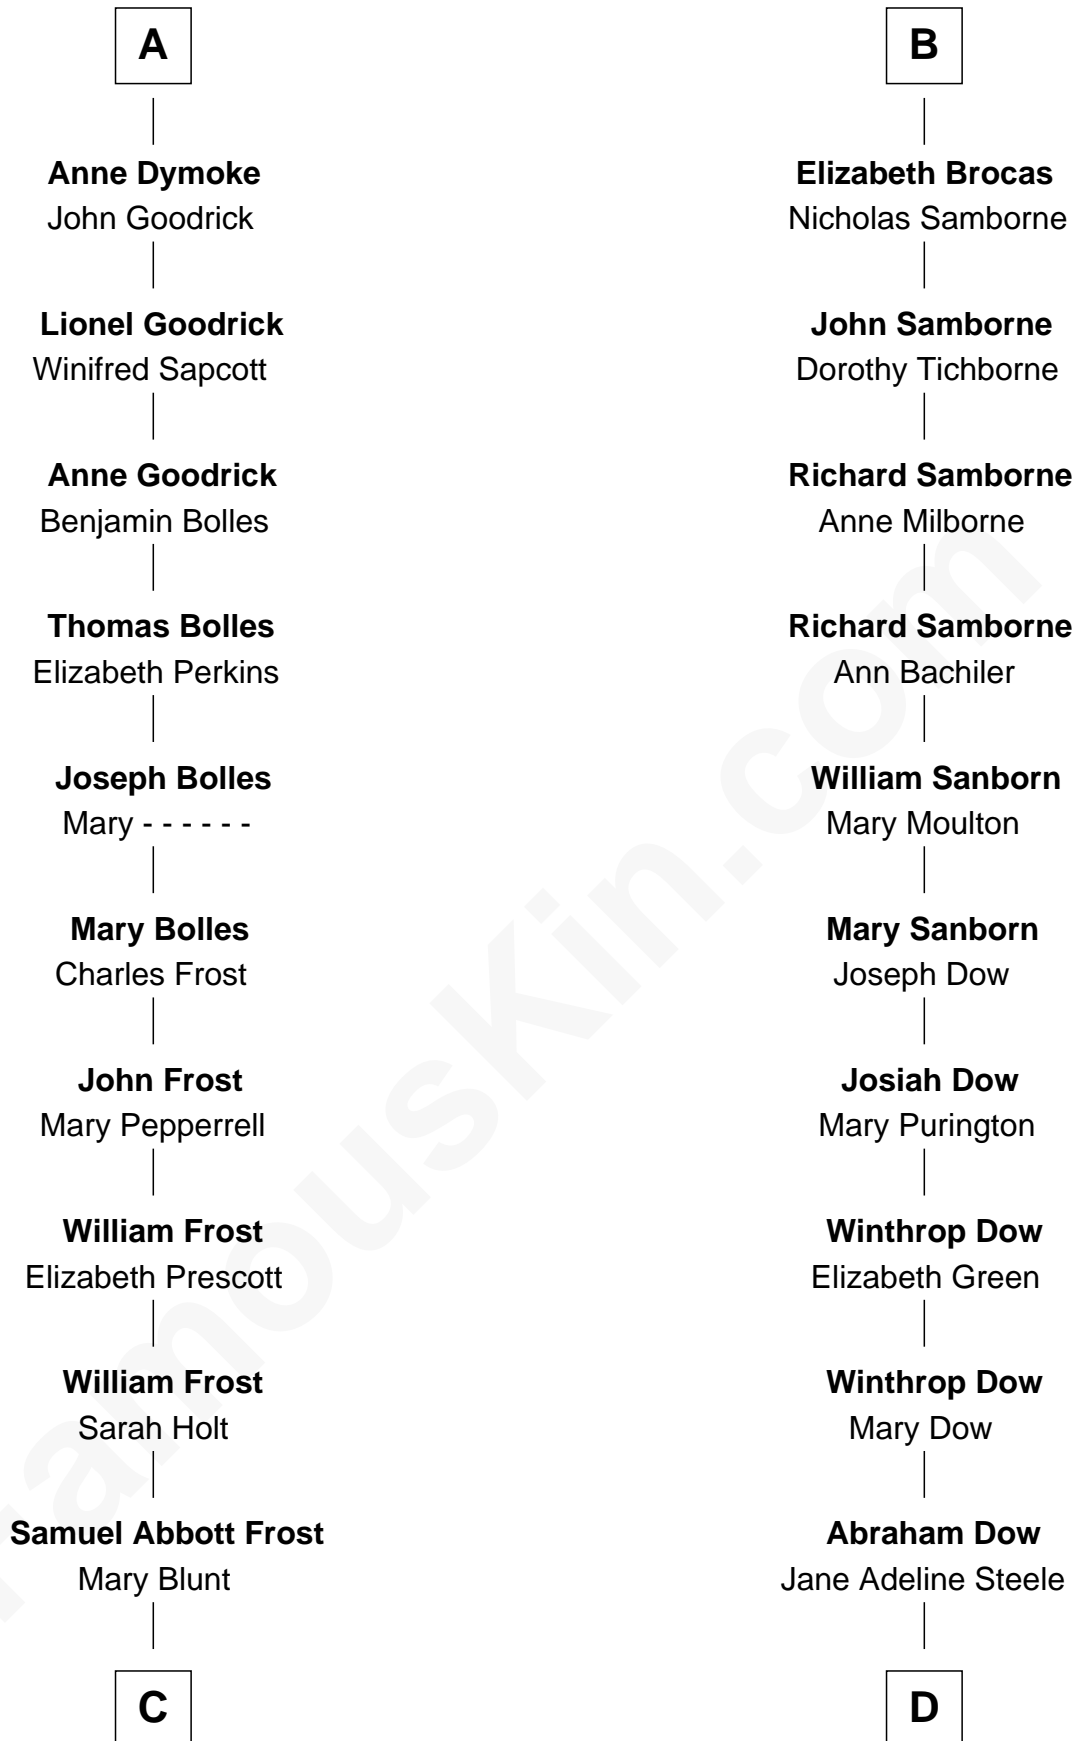 A
Anne Dymoke
John Goodrick
Lionel Goodrick
Winifred Sapcott
Anne Goodrick
Benjamin Bolles
Thomas Bolles
Elizabeth Perkins
Joseph Bolles
Mary - - - - - -
Mary Bolles
Charles Frost
John Frost
Mary Pepperrell
William Frost
Elizabeth Prescott
William Frost
Sarah Holt
Samuel Abbott Frost
Mary Blunt
C
B
Elizabeth Brocas
Nicholas Samborne
John Samborne
Dorothy Tichborne
Richard Samborne
Anne Milborne
Richard Samborne
Ann Bachiler
William Sanborn
Mary Moulton
Mary Sanborn
Joseph Dow
Josiah Dow
Mary Purington
Winthrop Dow
Elizabeth Green
Winthrop Dow
Mary Dow
Abraham Dow
Jane Adeline Steele
D
FamousKin.com